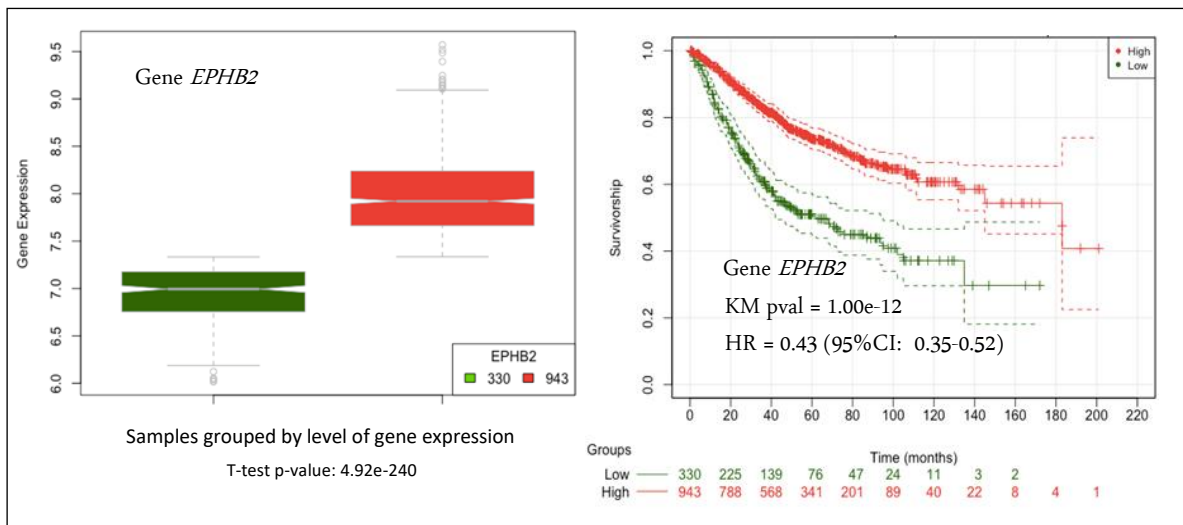 Gene EPHB2
Gene Expression
9.5
9.0
8.5
8.0
7.5
7.0
6.5
6.0
EPHB2
330 943
Samples grouped by level of gene expression
T-test p-value: 4.92e-240
High
Low
Survivorship
1.0
0.8
0.6
0.4
0.2
0.0
Gene EPHB2
KM pval = 1.00e-12
HR = 0.43 (95%CI: 0.35-0.52)
0 20 40 60 80 100 120 140 160 180 200 220
Time (months)
Groups
Low 330 225 139 76 47 24 11 3 2
High 943 788 568 341 201 89 40 22 8 4 1